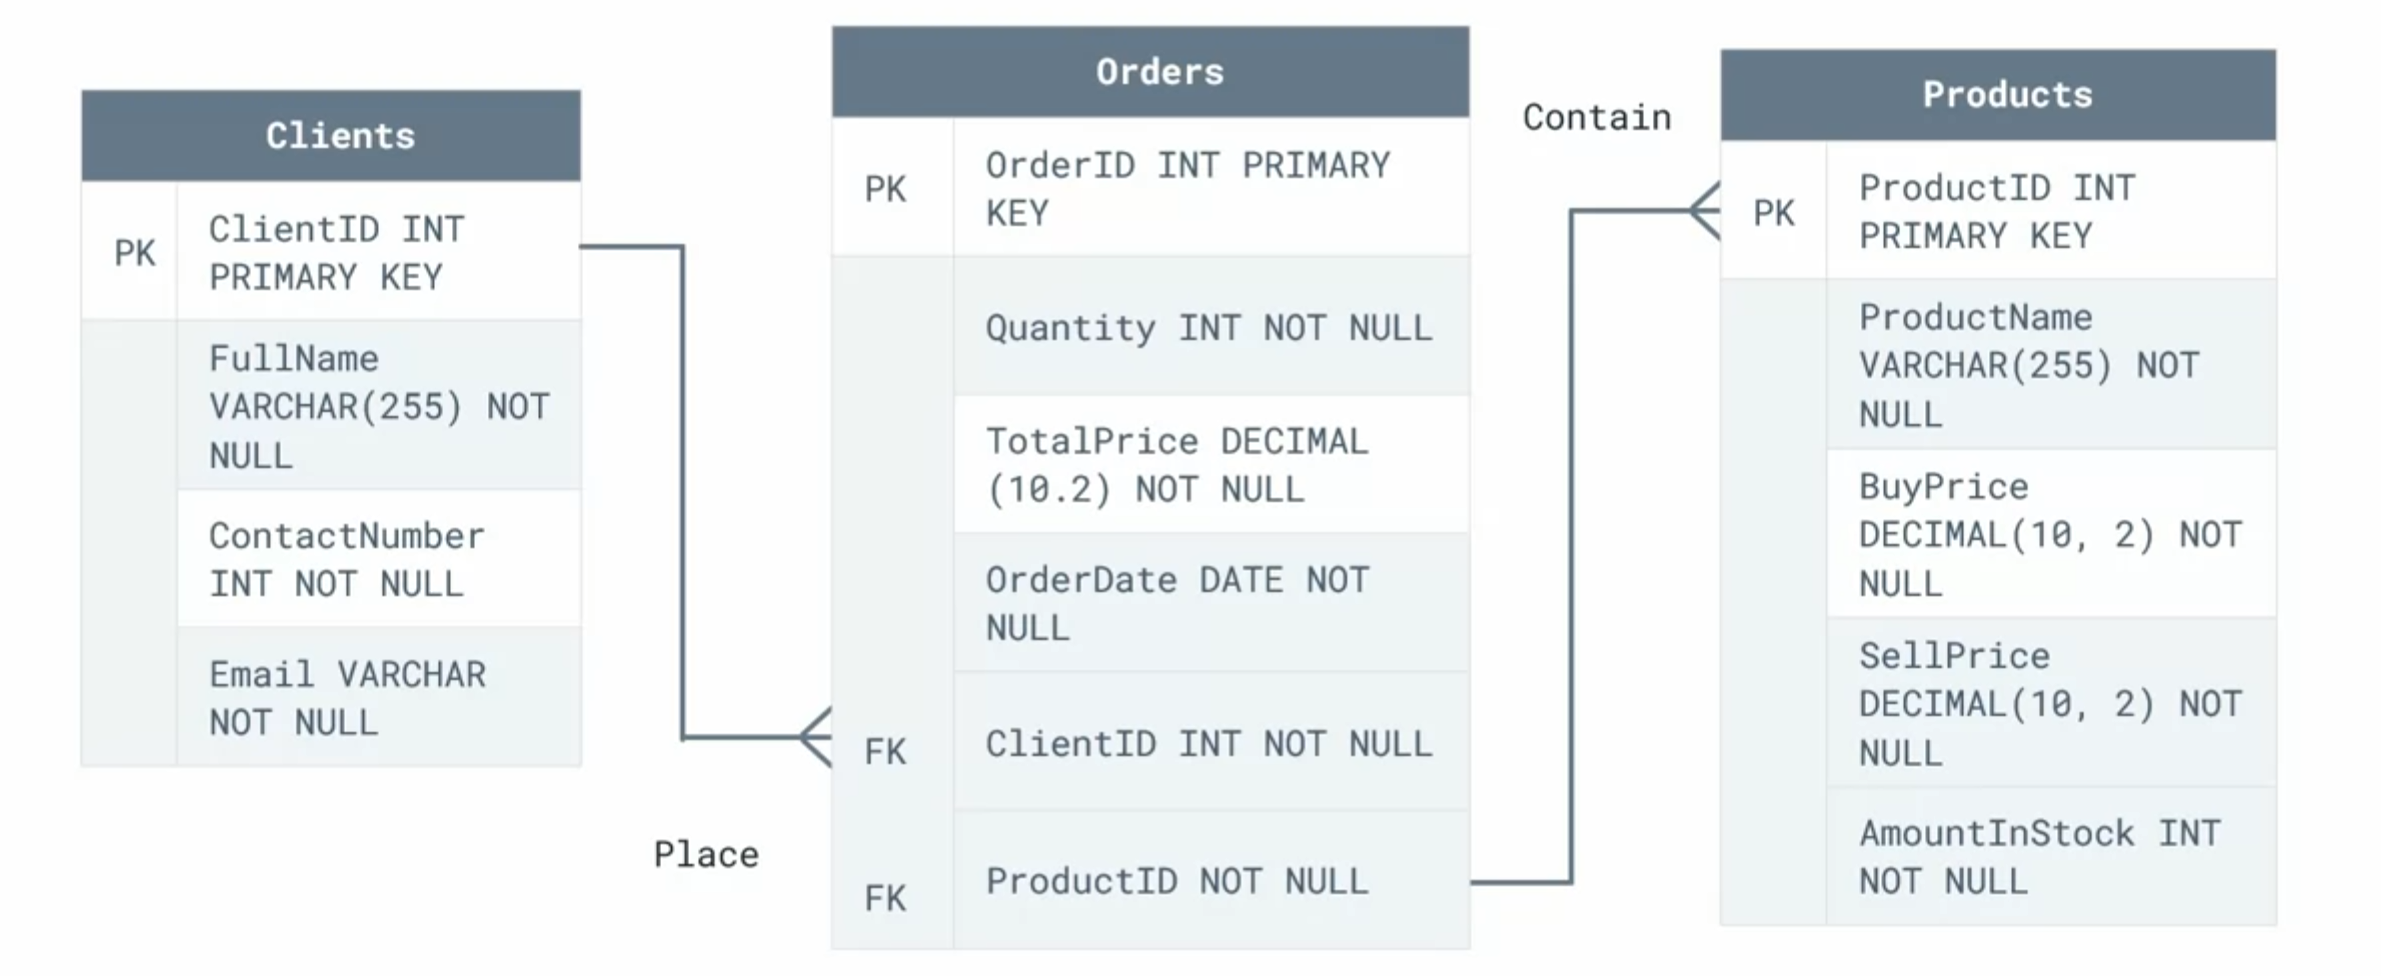 Clients
PK
ClientID INT
PRIMARY KEY
FullName
VARCHAR(255) NOT
NULL
ContactNumber
INT NOT NULL
Email VARCHAR
NOT NULL
Place
Orders
PK
OrderID INT PRIMARY
KEY
Quantity INT NOT NULL
TotalPrice DECIMAL
(10.2) NOT NULL
OrderDate DATE NOT
NULL
FK
ClientID INT NOT NULL
FK
ProductID NOT NULL
Contain
Products
PK
ProductID INT
PRIMARY KEY
ProductName
VARCHAR(255) NOT
NULL
BuyPrice
DECIMAL(10, 2) NOT
NULL
SellPrice
DECIMAL(10, 2) NOT
NULL
AmountInStock INT
NOT NULL